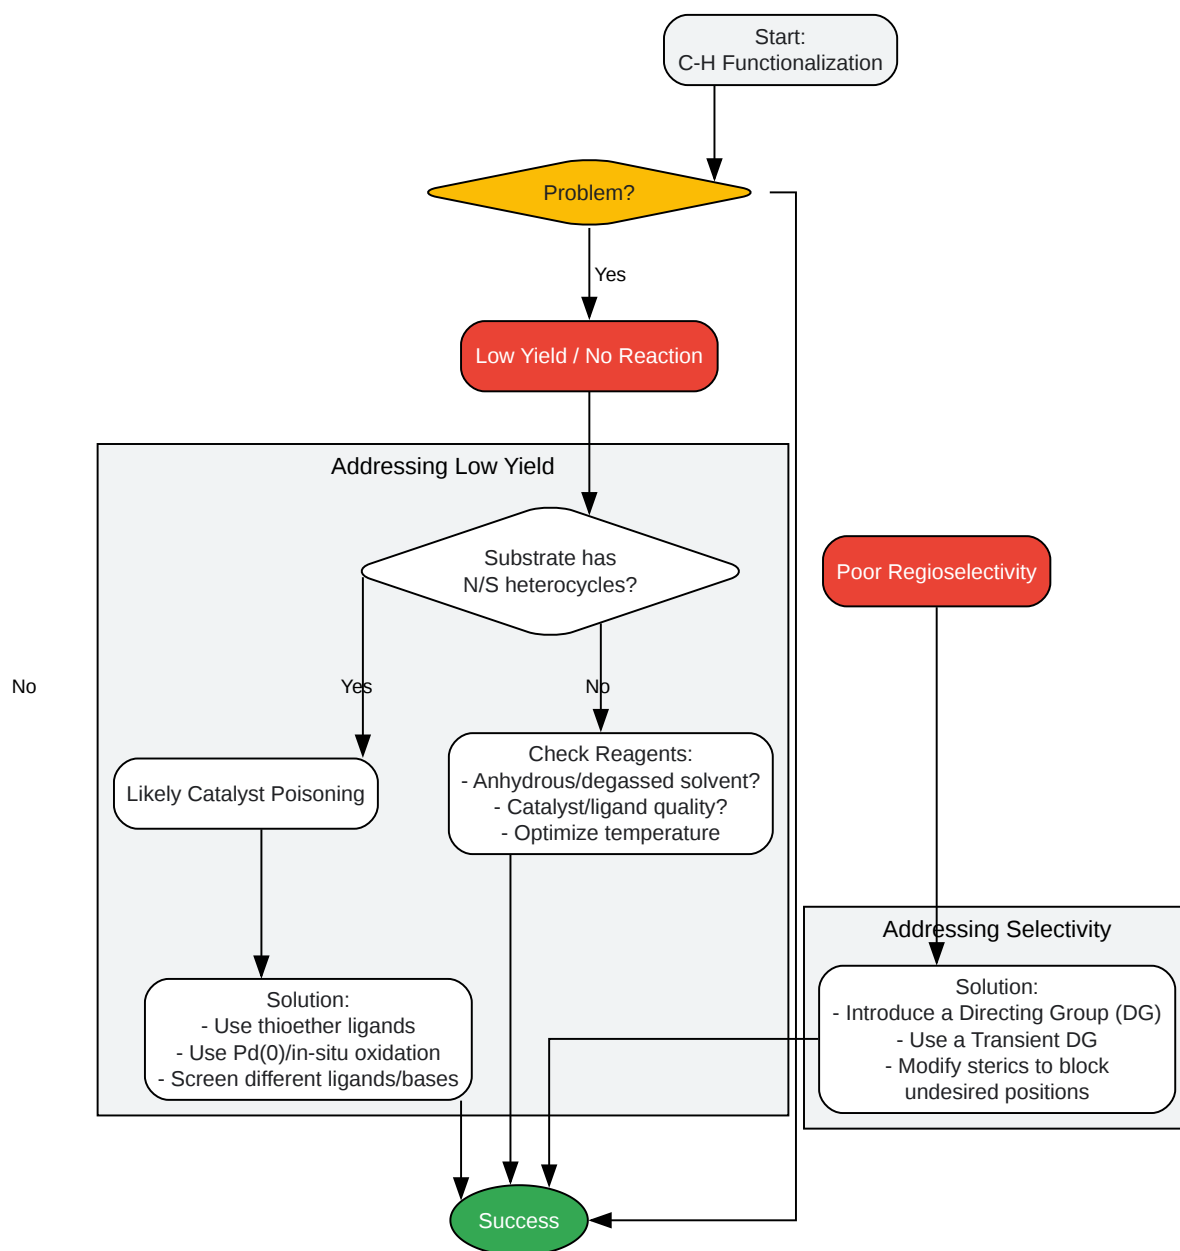 Start:
C-H Functionalization
Problem?
Yes
Low Yield / No Reaction
Addressing Low Yield
Substrate has
N/S heterocycles?
Poor Regioselectivity
No
Yes
No
Check Reagents:
- Anhydrous/degassed solvent?
- Catalyst/ligand quality?
- Optimize temperature
Likely Catalyst Poisoning
Addressing Selectivity
Solution:
- Use thioether ligands
- Use Pd(0)/in-situ oxidation
- Screen different ligands/bases
Solution:
- Introduce a Directing Group (DG)
- Use a Transient DG
- Modify sterics to block
undesired positions
Success